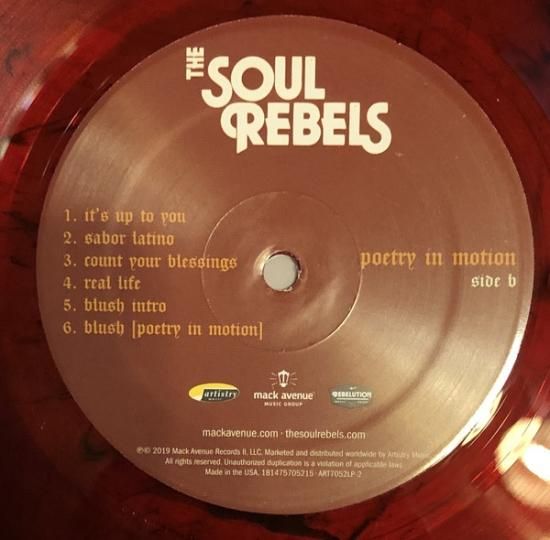 THE
SOUL
REBELS
1. it's up to you
2. sabor latino
3. count your blessings
4. real life
5. blush intro
6. blush [poetry in motion]
poetry in motion
side b
artistry
MUSIC
mack avenue
MUSIC GROUP
REBELUTION
mackavenue.com · thesoulrebels.com
℗© 2019 Mack Avenue Records II, LLC. Marketed and distributed worldwide by Artistry Music.
All rights reserved. Unauthorized duplication is a violation of applicable laws.
Made in the USA. 181475705215 · ART7052LP-2